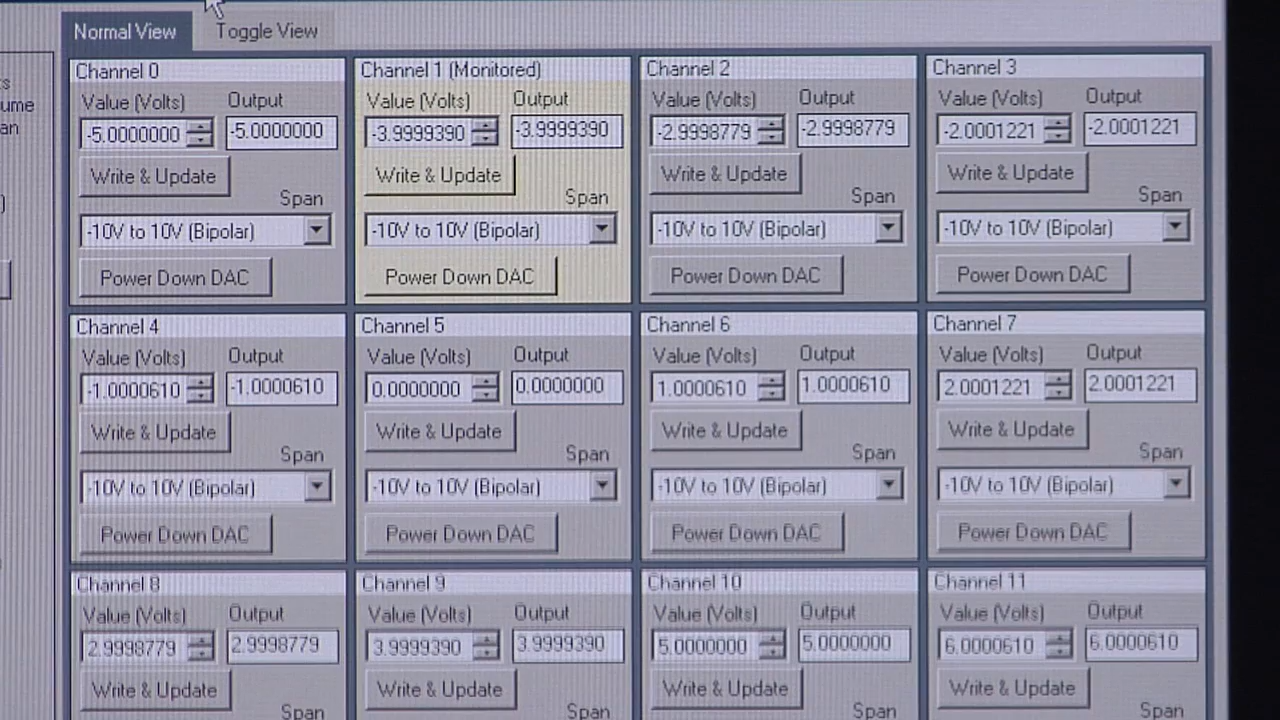 Normal View Toggle View
Channel 0 Channel 1 (Monitored) Channel 2 Channel 3
Value (Volts) Output Value (Volts) Output Value (Volts) Output Value (Volts) Output
-5.0000000 -5.0000000 -3.9999390 -3.9999390 -2.9998779 -2.9998779 -2.0001221 -2.0001221
Write & Update Write & Update Write & Update Write & Update
Span Span Span Span
-10V to 10V (Bipolar) -10V to 10V (Bipolar) -10V to 10V (Bipolar) -10V to 10V (Bipolar)
Power Down DAC Power Down DAC Power Down DAC Power Down DAC
Channel 4 Channel 5 Channel 6 Channel 7
Value (Volts) Output Value (Volts) Output Value (Volts) Output Value (Volts) Output
-1.0000610 -1.0000610 0.0000000 0.0000000 1.0000610 1.0000610 2.0001221 2.0001221
Write & Update Write & Update Write & Update Write & Update
Span Span Span Span
-10V to 10V (Bipolar) -10V to 10V (Bipolar) -10V to 10V (Bipolar) -10V to 10V (Bipolar)
Power Down DAC Power Down DAC Power Down DAC Power Down DAC
Channel 8 Channel 9 Channel 10 Channel 11
Value (Volts) Output Value (Volts) Output Value (Volts) Output Value (Volts) Output
2.9998779 2.9998779 3.9999390 3.9999390 5.0000000 5.0000000 6.0000610 6.0000610
Write & Update Write & Update Write & Update Write & Update
Span Span Span Span